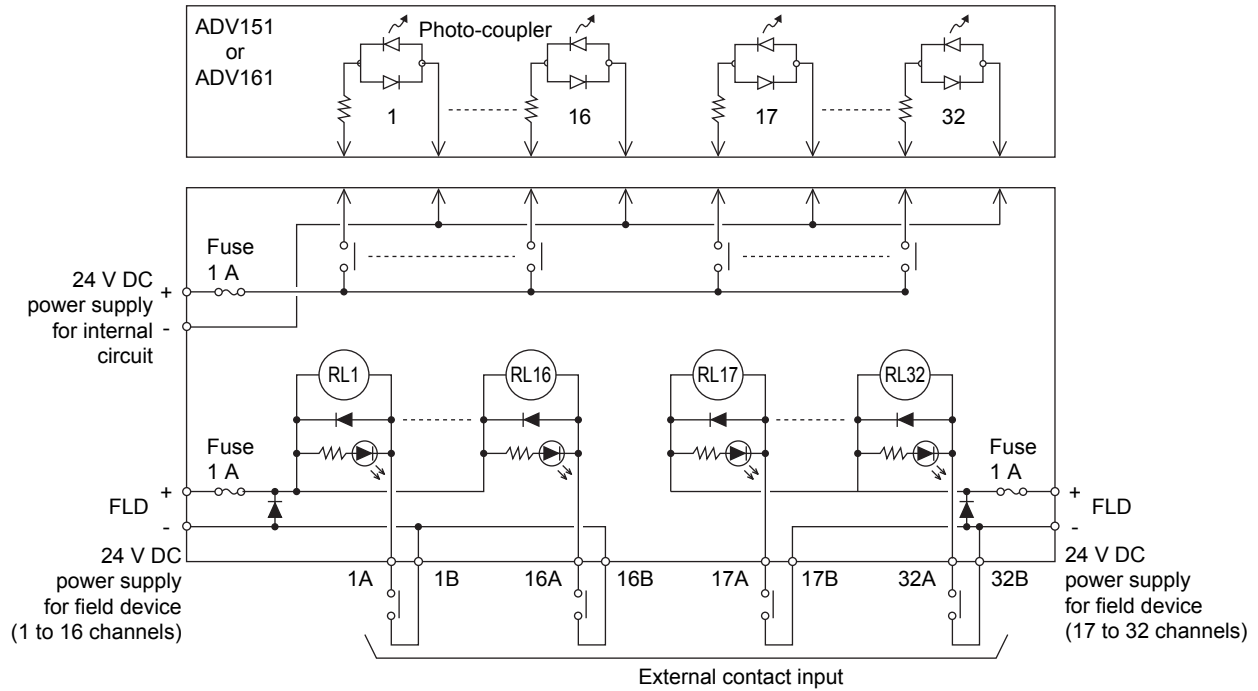 ADV151
or
ADV161
Photo-coupler
1
16
17
32
Fuse
1 A
24 V DC
power supply
for internal
circuit
+
-
RL1
RL16
RL17
RL32
Fuse
1 A
Fuse
1 A
+
FLD
-
+
FLD
-
24 V DC
power supply
for field device
(1 to 16 channels)
1A
1B
16A
16B
17A
17B
32A
32B
24 V DC
power supply
for field device
(17 to 32 channels)
External contact input